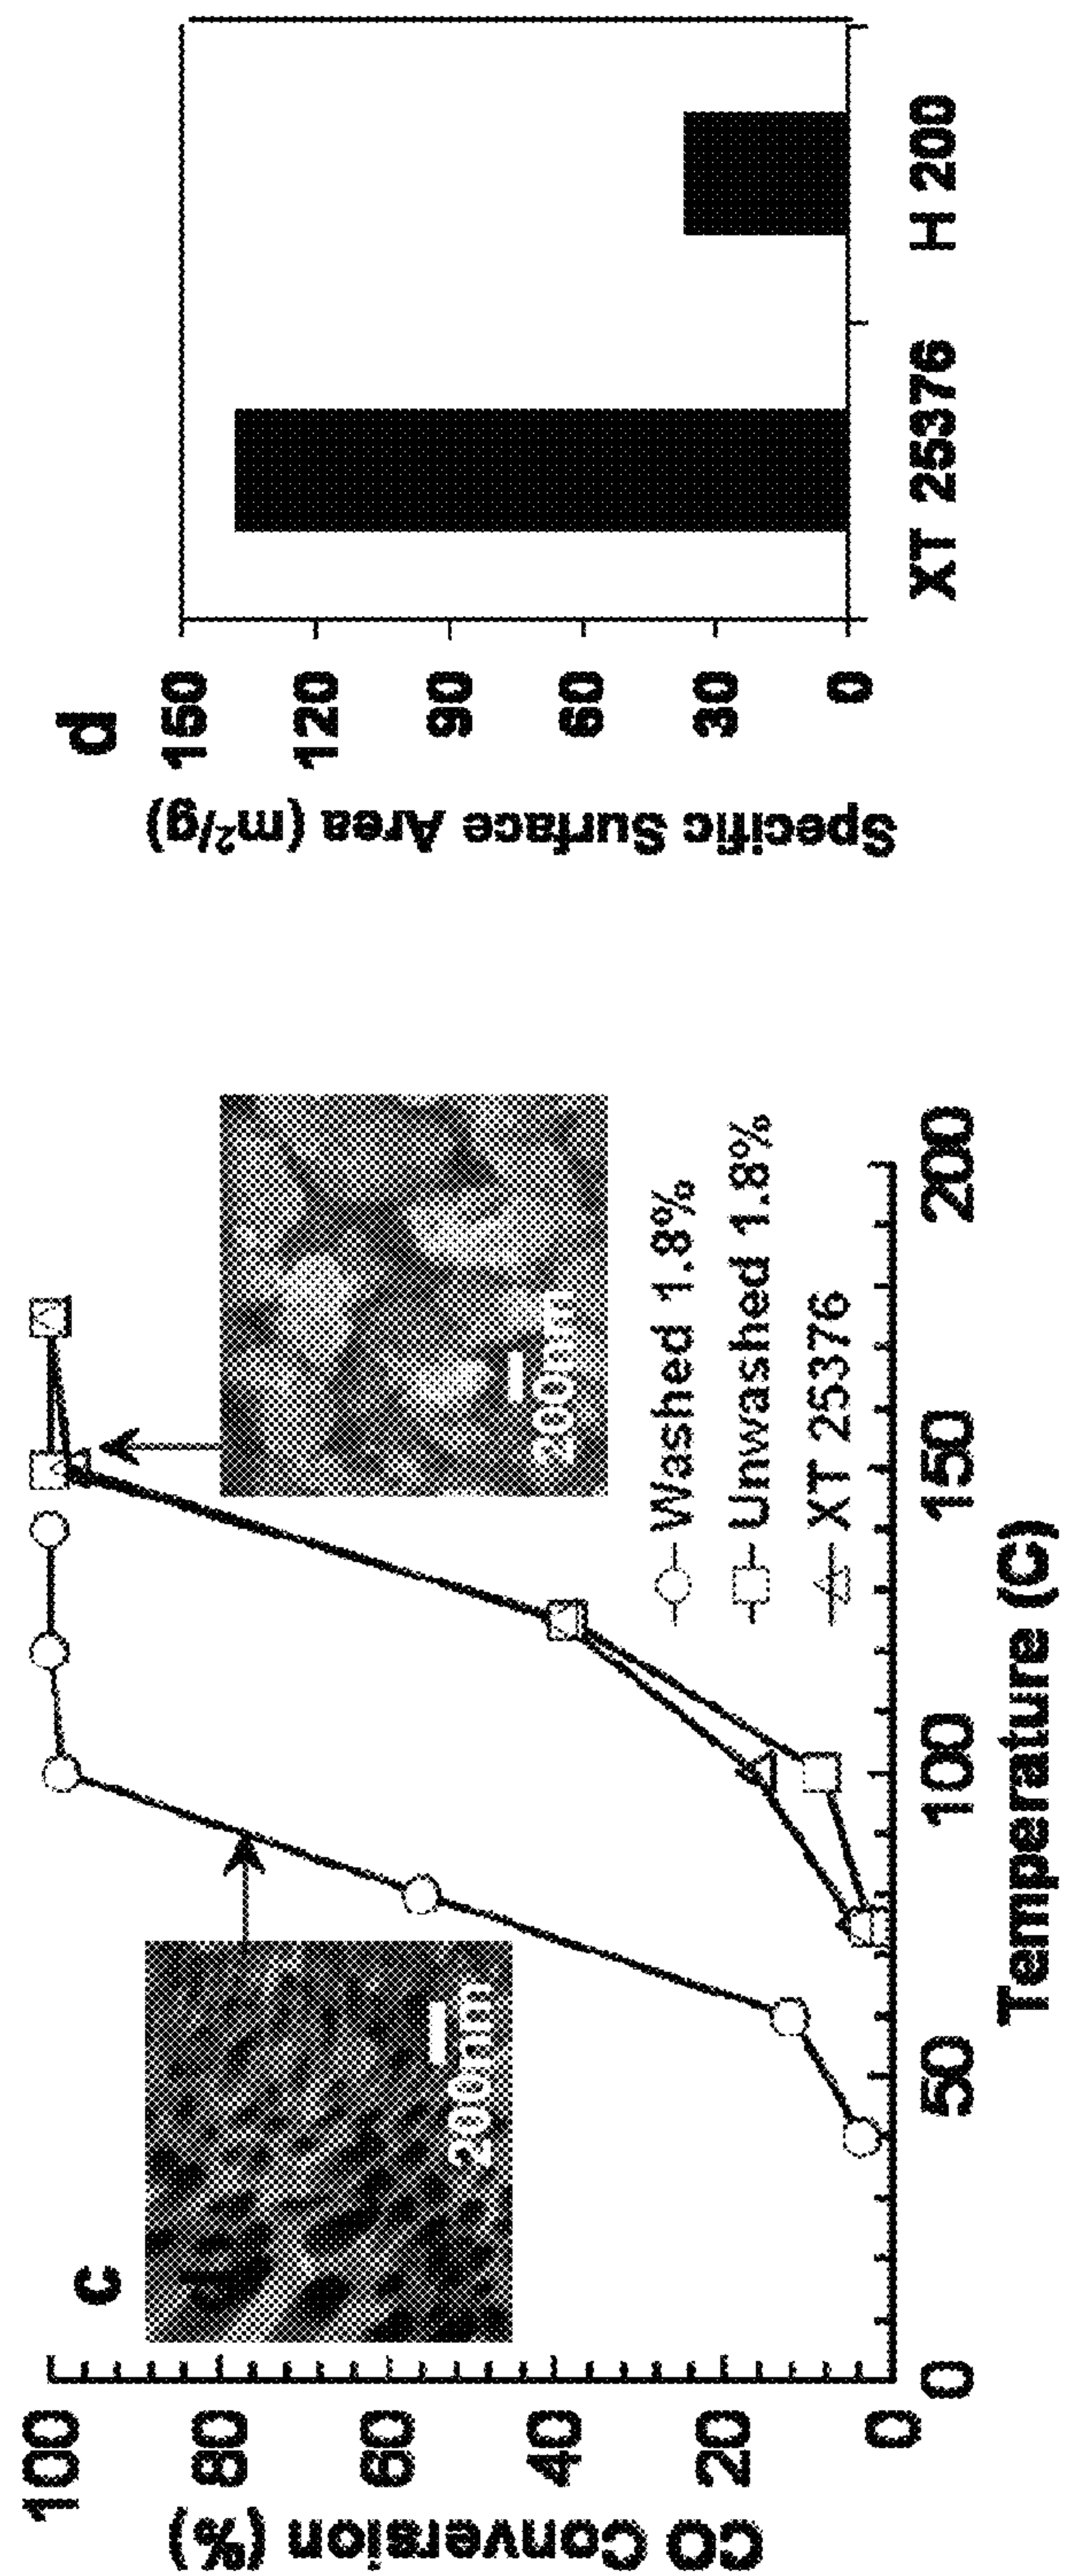 c
CO Conversion (%)
100
80
60
40
20
0
200nm
200nm
Washed 1.8%
Unwashed 1.8%
XT 25376
0
50
100
150
200
Temperature (C)
d
Specific Surface Area (m²/g)
150
120
90
60
30
0
XT 25376
H 200